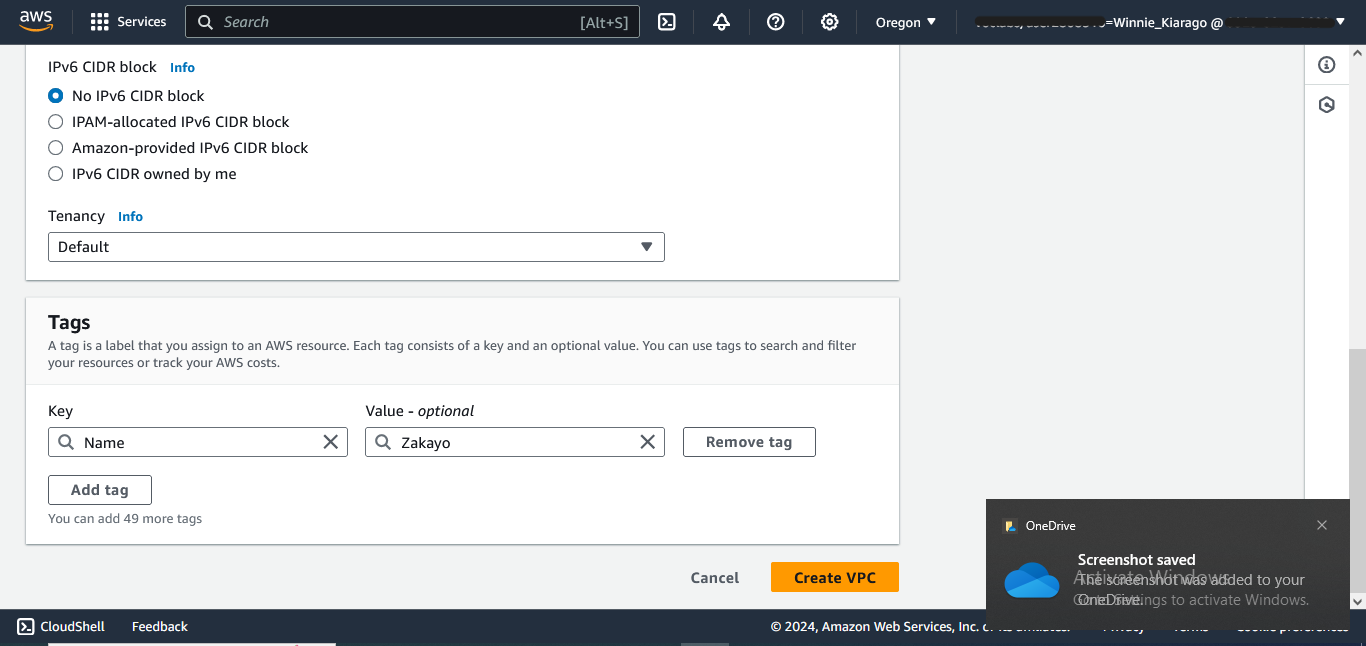 aws
Services
Search
[Alt+S]
Oregon
=Winnie_Kiarago @
IPv6 CIDR block Info
No IPv6 CIDR block
IPAM-allocated IPv6 CIDR block
Amazon-provided IPv6 CIDR block
IPv6 CIDR owned by me
Tenancy Info
Default
Tags
A tag is a label that you assign to an AWS resource. Each tag consists of a key and an optional value. You can use tags to search and filter
your resources or track your AWS costs.
Key
Value - optional
Name
Zakayo
Remove tag
Add tag
You can add 49 more tags
Cancel
Create VPC
OneDrive
Screenshot saved
The screenshot was added to your
OneDrive.
Activate Windows
Go to Settings to activate Windows.
CloudShell
Feedback
© 2024, Amazon Web Services, Inc. or its affiliates.
Privacy
Terms
Cookie preferences